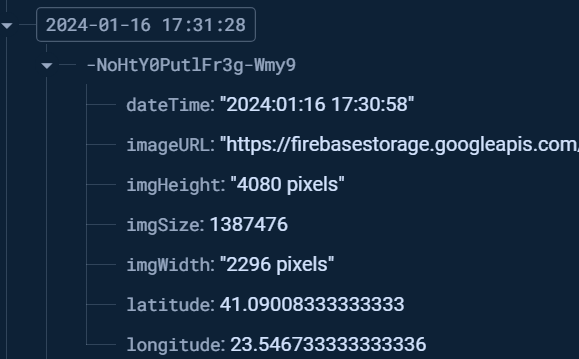 2024-01-16 17:31:28
-NoHtY0PutlFr3g-Wmy9
dateTime: "2024:01:16 17:30:58"
imageURL: "https://firebasestorage.googleapis.com/
imgHeight: "4080 pixels"
imgSize: 1387476
imgWidth: "2296 pixels"
latitude: 41.09008333333333
longitude: 23.546733333333336